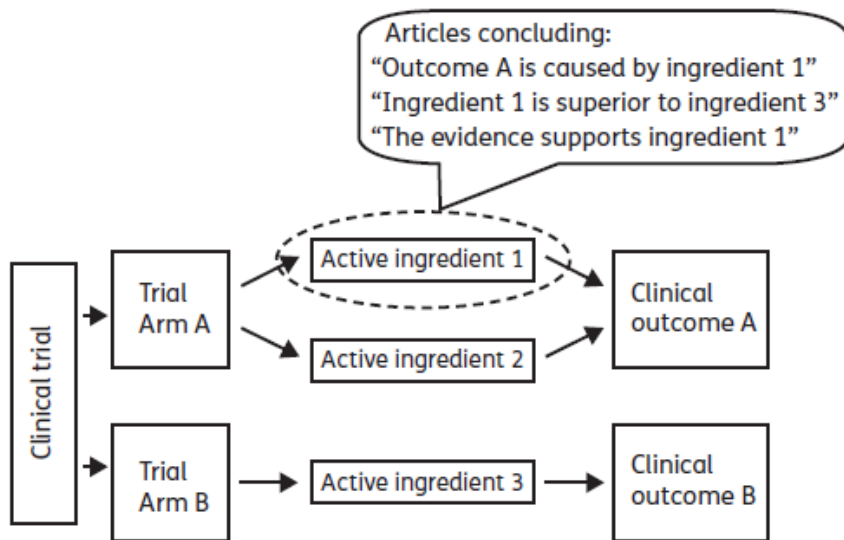 Articles concluding:
“Outcome A is caused by ingredient 1”
“Ingredient 1 is superior to ingredient 3”
“The evidence supports ingredient 1”
Clinical trial
Trial
Arm A
Active ingredient 1
Active ingredient 2
Clinical
outcome A
Trial
Arm B
Active ingredient 3
Clinical
outcome B